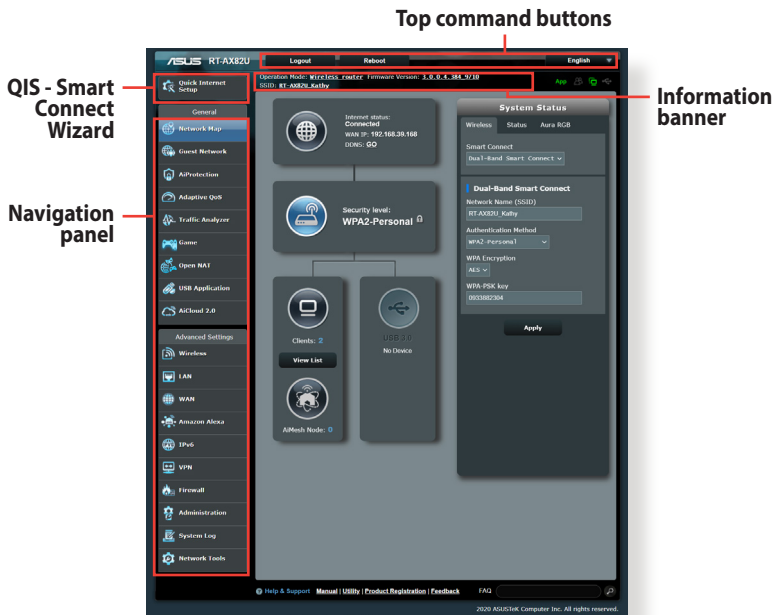 Top command buttons
ASUS RT-AX82U Logout Reboot English
QIS - Smart
Connect
Wizard
Quick Internet
Setup
Operation Mode: Wireless router Firmware Version: 3.0.0.4.384_9710
SSID: RT-AX82U_Kathy
App
Information
banner
Navigation
panel
General
Network Map
Guest Network
AiProtection
Adaptive QoS
Traffic Analyzer
Game
Open NAT
USB Application
AiCloud 2.0
Advanced Settings
Wireless
LAN
WAN
Amazon Alexa
IPv6
VPN
Firewall
Administration
System Log
Network Tools
Internet status:
Connected
WAN IP: 192.168.39.168
DDNS: GO
Security level:
WPA2-Personal
Clients: 2
View List
AiMesh Node: 0
USB 3.0
No Device
System Status
Wireless Status Aura RGB
Smart Connect
Dual-Band Smart Connect
Dual-Band Smart Connect
Network Name (SSID)
RT-AX82U_Kathy
Authentication Method
WPA2-Personal
WPA Encryption
AES
WPA-PSK key
0933882304
Apply
Help & Support Manual | Utility | Product Registration | Feedback FAQ
2020 ASUSTeK Computer Inc. All rights reserved.